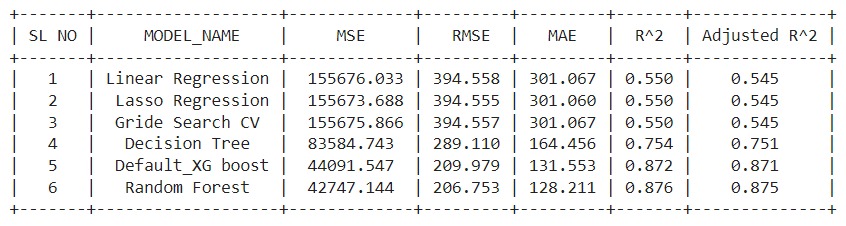 +-------+-------------------+------------+---------+---------+-------+-------------+
| SL NO |     MODEL_NAME    |    MSE     |   RMSE  |   MAE   |  R^2  | Adjusted R^2 |
+-------+-------------------+------------+---------+---------+-------+-------------+
|   1   | Linear Regression | 155676.033 | 394.558 | 301.067 | 0.550 |    0.545    |
|   2   |  Lasso Regression | 155673.688 | 394.555 | 301.060 | 0.550 |    0.545    |
|   3   |  Gride Search CV  | 155675.866 | 394.557 | 301.067 | 0.550 |    0.545    |
|   4   |   Decision Tree   | 83584.743  | 289.110 | 164.456 | 0.754 |    0.751    |
|   5   |  Default_XG boost | 44091.547  | 209.979 | 131.553 | 0.872 |    0.871    |
|   6   |   Random Forest   | 42747.144  | 206.753 | 128.211 | 0.876 |    0.875    |
+-------+-------------------+------------+---------+---------+-------+-------------+